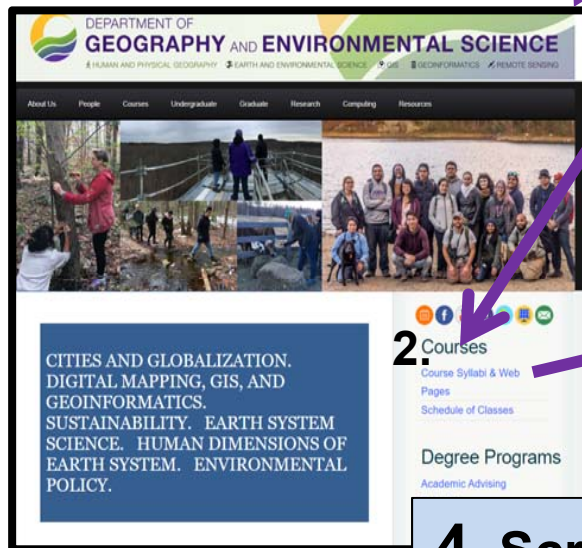 DEPARTMENT OF
GEOGRAPHY AND ENVIRONMENTAL SCIENCE
HUMAN AND PHYSICAL GEOGRAPHY EARTH AND ENVIRONMENTAL SCIENCE GIS GEOINFORMATICS REMOTE SENSING
About Us People Courses Undergraduate Graduate Research Computing Resources
CITIES AND GLOBALIZATION.
DIGITAL MAPPING, GIS, AND
GEOINFORMATICS.
SUSTAINABILITY. EARTH SYSTEM
SCIENCE. HUMAN DIMENSIONS OF
EARTH SYSTEM. ENVIRONMENTAL
POLICY.
2.
Courses
Course Syllabi & Web
Pages
Schedule of Classes
Degree Programs
Academic Advising
4.